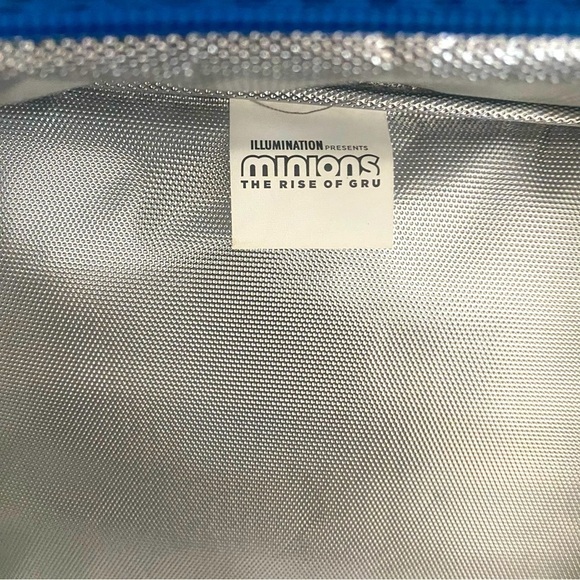 ILLUMINATION PRESENTS
minions
THE RISE OF GRU